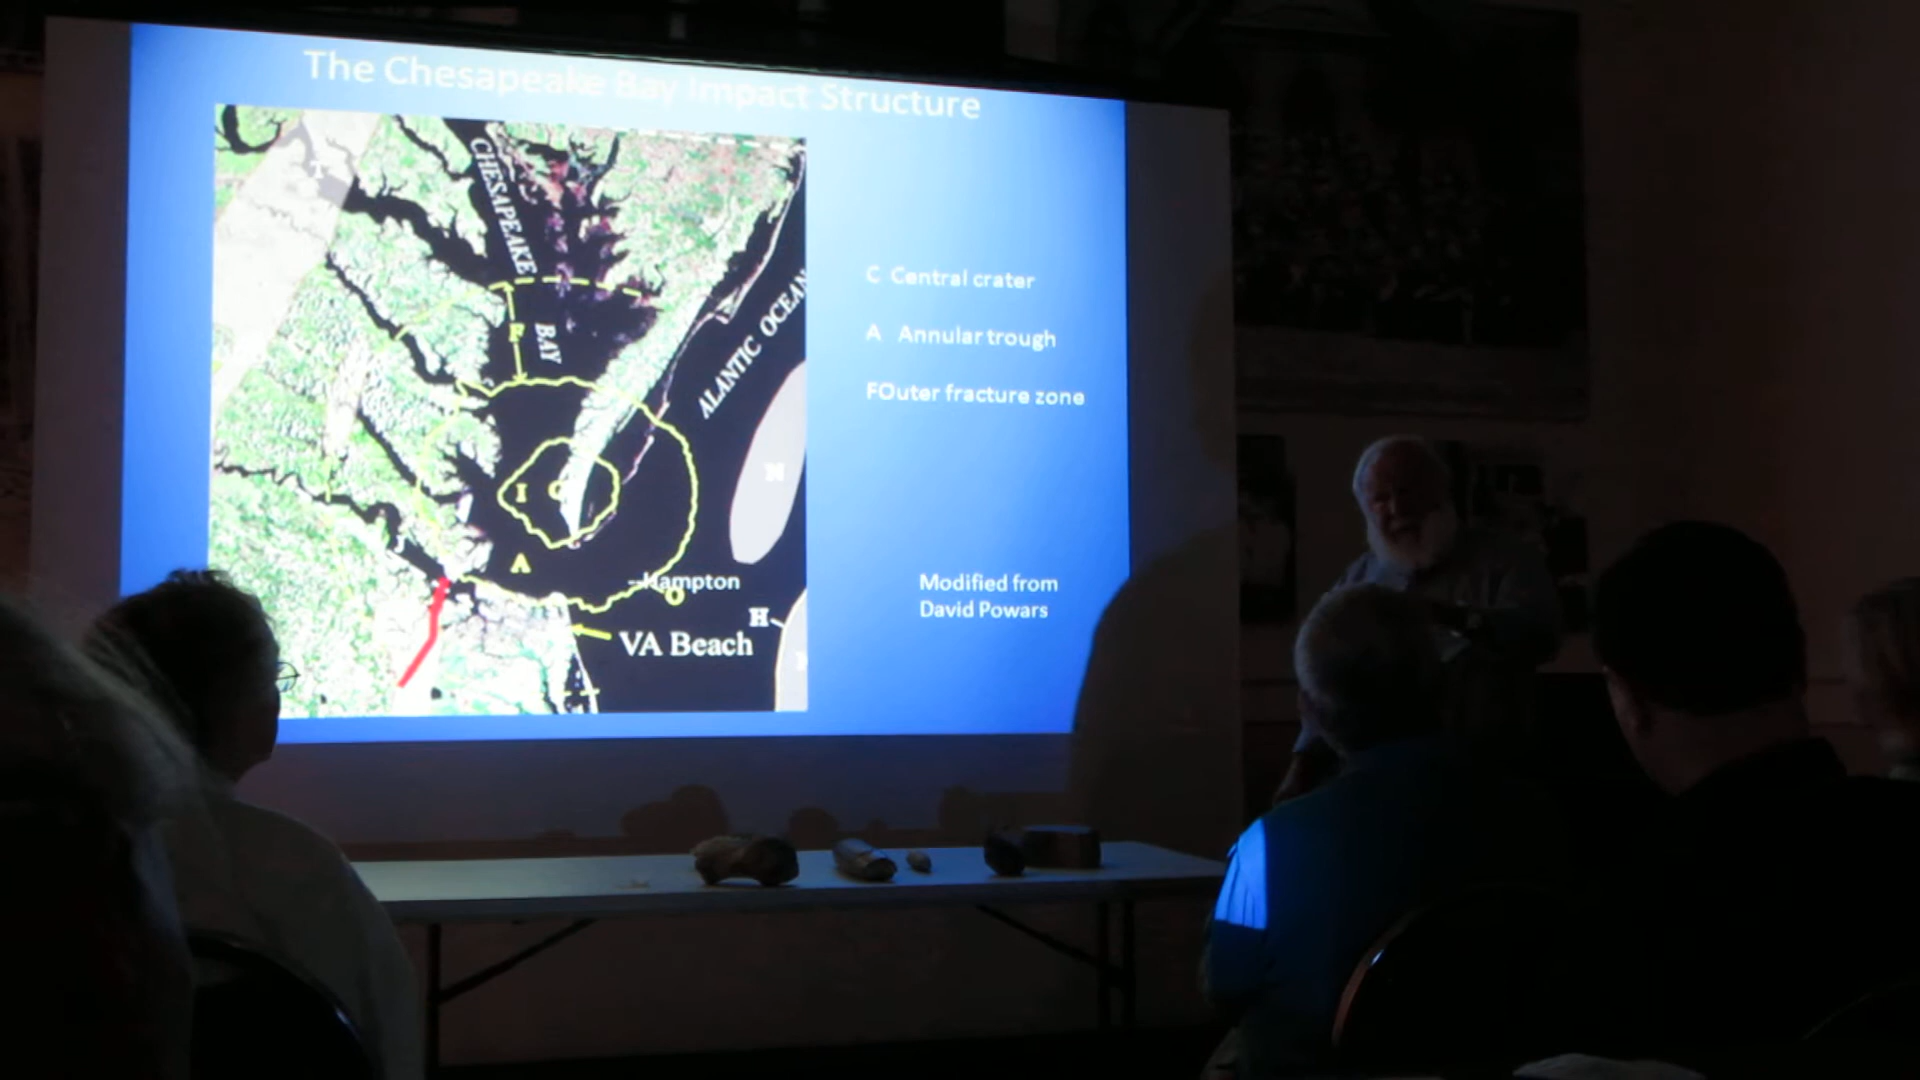 The Chesapeake Bay Impact Structure
CHESAPEAKE
BAY
F
ALANTIC OCEAN
N
I C
A
--Hampton
O
H
VA Beach
C Central crater
A Annular trough
FOuter fracture zone
Modified from
David Powars